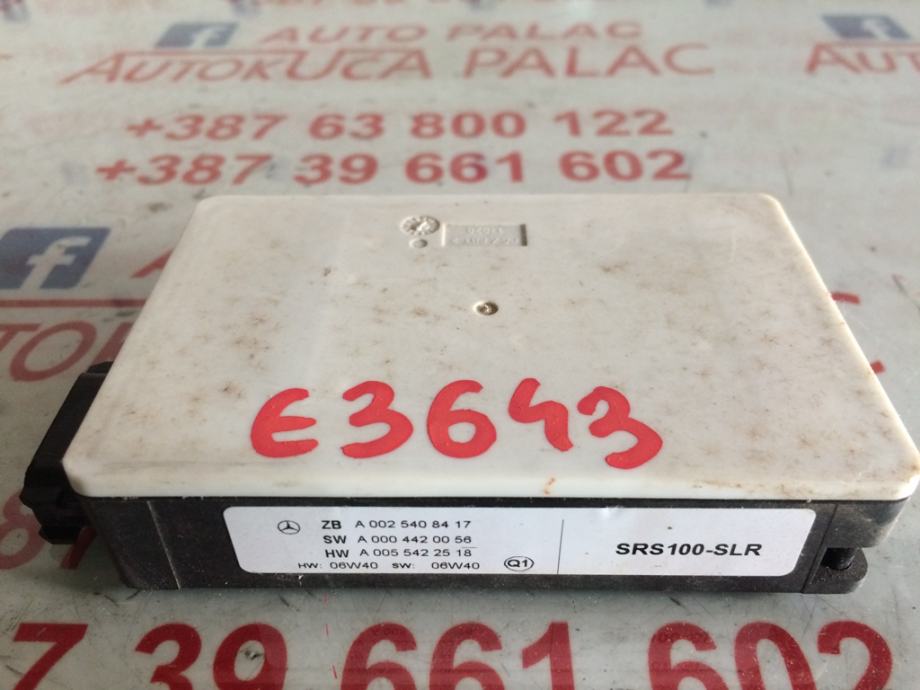 AUTO PALAC
AUTOKUĆA PALAC
AUTOK
+387 63 800 122
+387 39 661 602
E3643
ZB A 002 540 84 17
SW A 000 442 00 56
HW A 005 542 25 18
HW: 06W40 SW: 06W40 Q1
SRS100-SLR
7 39 661 602